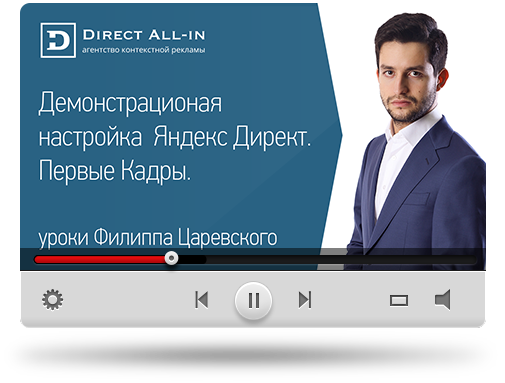 DIRECT ALL-IN
агентство контекстной рекламы
Демонстрационая
настройка Яндекс Директ.
Первые Кадры.
уроки Филиппа Царевского